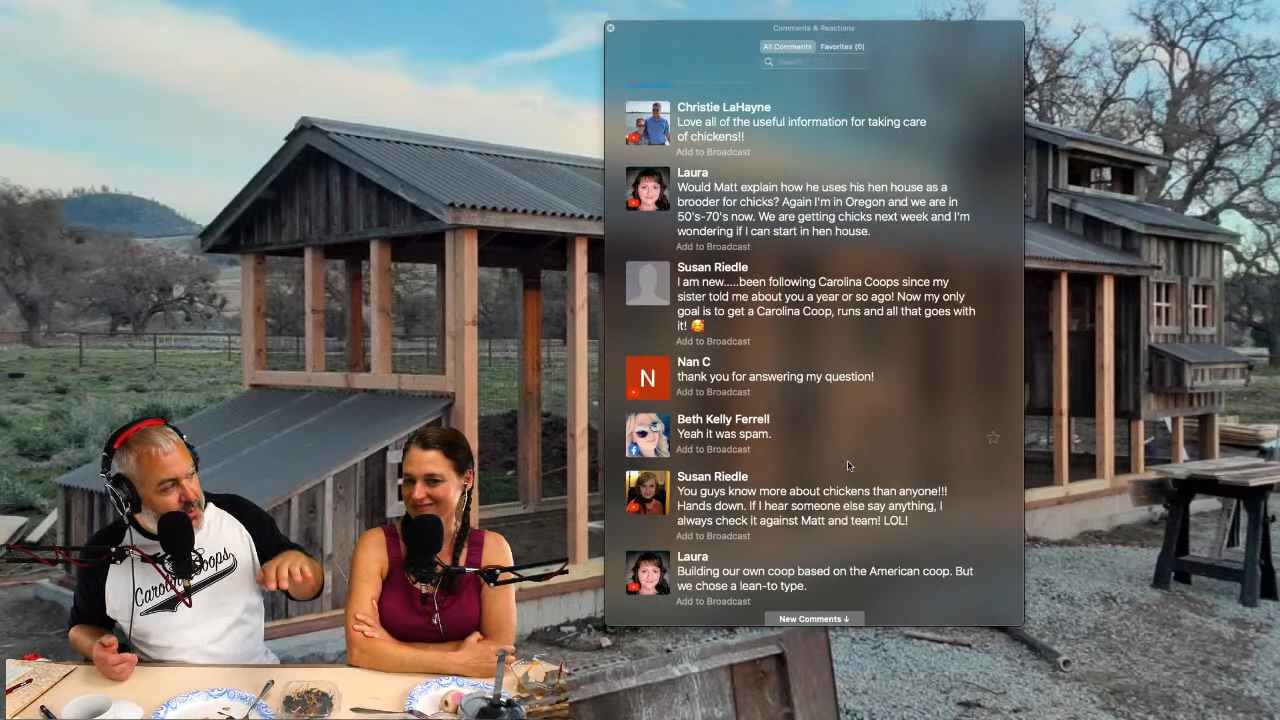 Comments & Reactions
All Comments Favorites (0)
Search
Christie LaHayne
Love all of the useful information for taking care
of chickens!!
Add to Broadcast
Laura
Would Matt explain how he uses his hen house as a
brooder for chicks? Again I'm in Oregon and we are in
50's-70's now. We are getting chicks next week and I'm
wondering if I can start in hen house.
Add to Broadcast
Susan Riedle
I am new.....been following Carolina Coops since my
sister told me about you a year or so ago! Now my only
goal is to get a Carolina Coop, runs and all that goes with
it! 🥰
Add to Broadcast
N
Nan C
thank you for answering my question!
Add to Broadcast
Beth Kelly Ferrell
Yeah it was spam.
Add to Broadcast
Susan Riedle
You guys know more about chickens than anyone!!!
Hands down. If I hear someone else say anything, I
always check it against Matt and team! LOL!
Add to Broadcast
Laura
Building our own coop based on the American coop. But
we chose a lean-to type.
Add to Broadcast
New Comments ↓
Carolina Coops